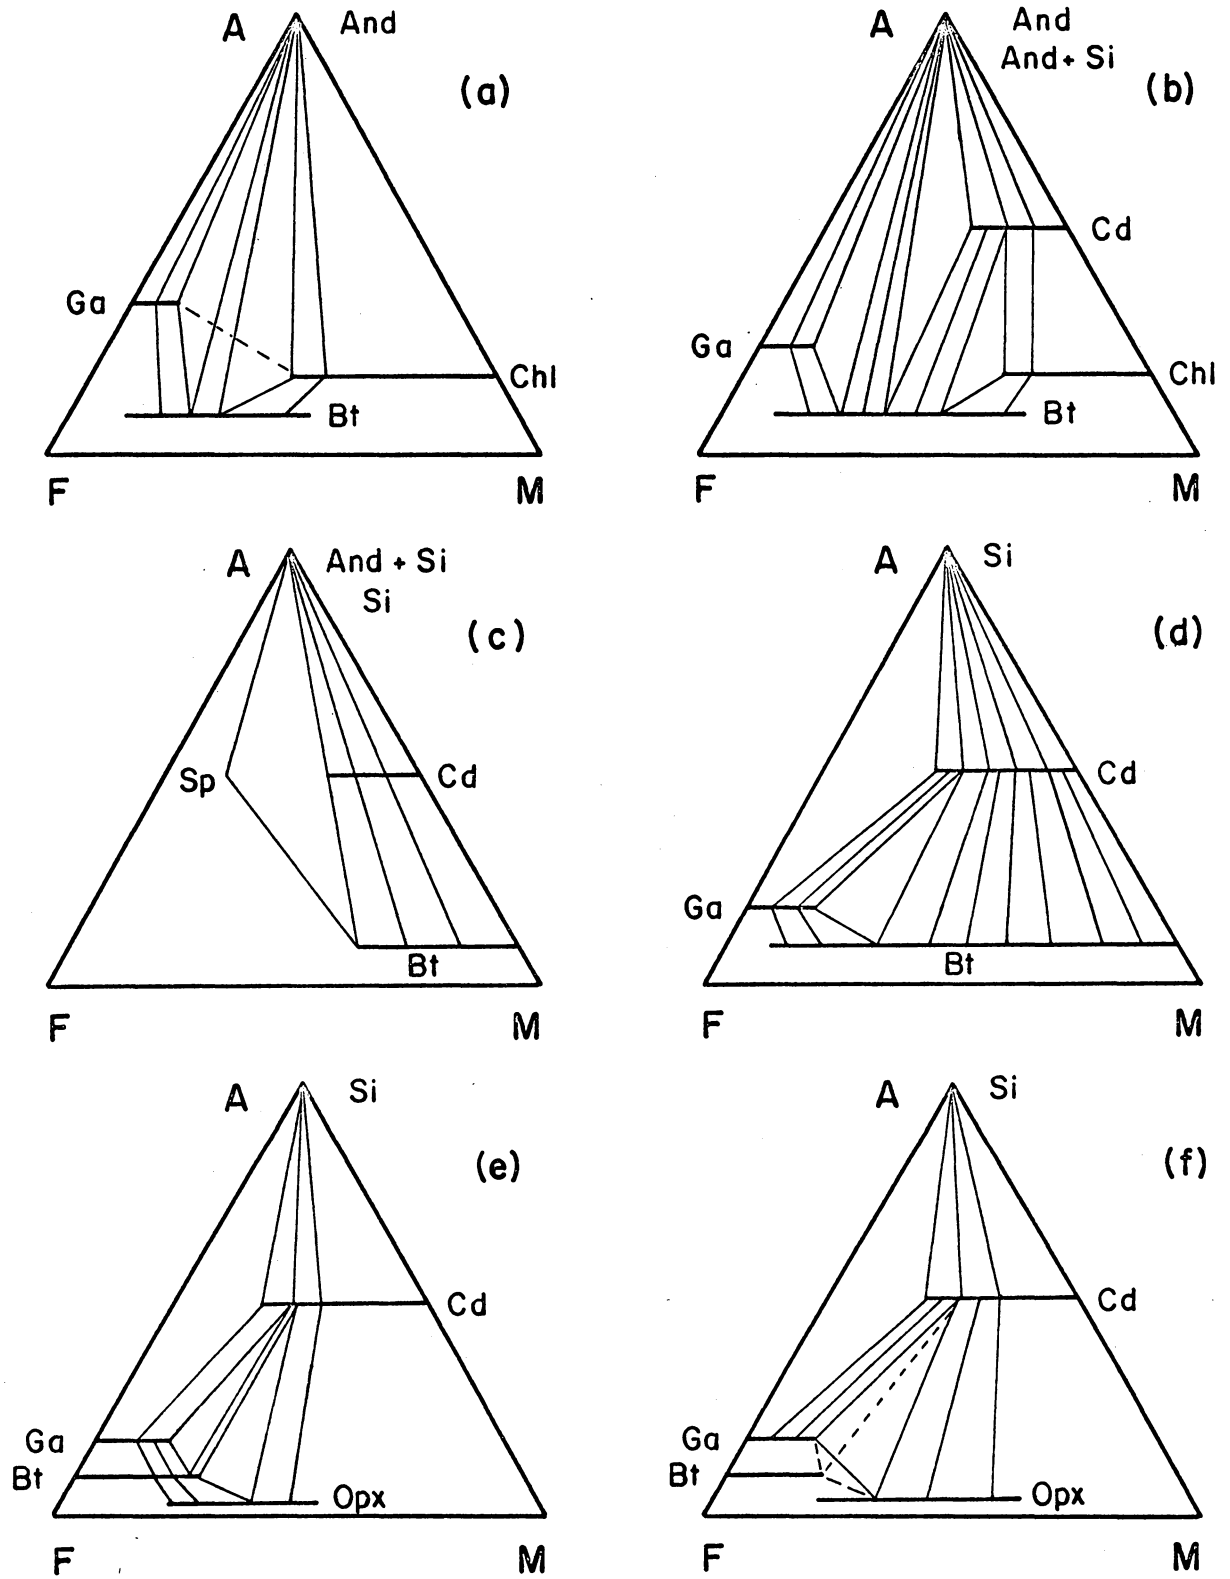 A And
(a)
Ga
Chl
Bt
F M
A And
And + Si
(b)
Cd
Ga
Chl
Bt
F M
A And + Si
Si
(c)
Sp
Cd
Bt
F M
A Si
(d)
Cd
Ga
Bt
F M
A Si
(e)
Cd
Ga
Bt
Opx
F M
A Si
(f)
Cd
Ga
Bt
Opx
F M